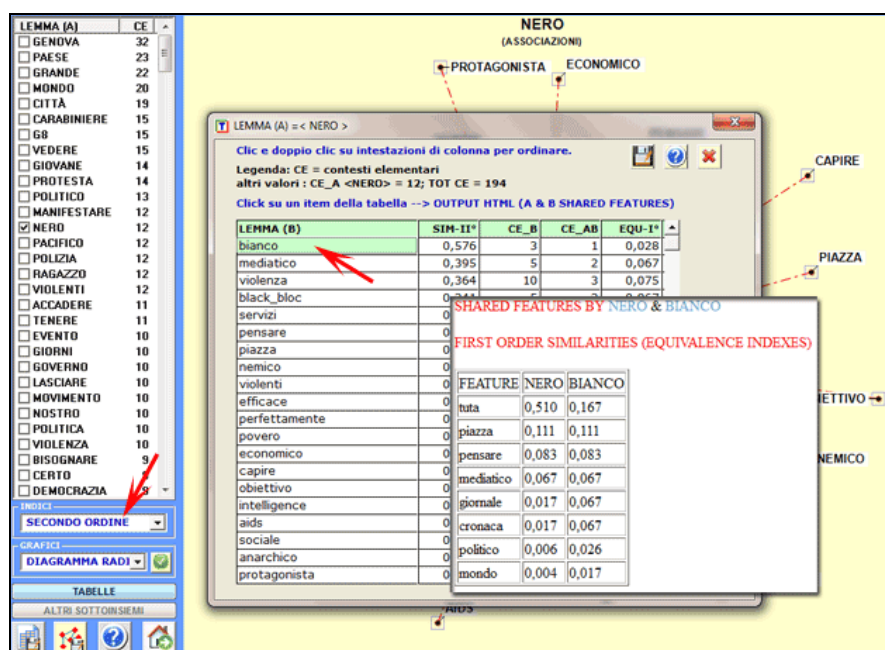 LEMMA (A) CE
GENOVA 32
PAESE 23
GRANDE 22
MONDO 20
CITTÀ 19
CARABINIERE 15
G8 15
VEDERE 15
GIOVANE 14
PROTESTA 14
POLITICO 13
MANIFESTARE 12
NERO 12
PACIFICO 12
POLIZIA 12
RAGAZZO 12
VIOLENTI 12
ACCADERE 11
TENERE 11
EVENTO 10
GIORNI 10
GOVERNO 10
LASCIARE 10
MOVIMENTO 10
NOSTRO 10
POLITICA 10
VIOLENZA 10
BISOGNARE 9
CERTO
DEMOCRAZIA
INDICI
SECONDO ORDINE
GRAFICI
DIAGRAMMA RADI
TABELLE
ALTRI SOTTOINSIEMI
NERO
(ASSOCIAZIONI)
PROTAGONISTA
ECONOMICO
CAPIRE
PIAZZA
IETTIVO
NEMICO
AIDS
LEMMA (A) =< NERO >
Clic e doppio clic su intestazioni di colonna per ordinare.
Legenda: CE = contesti elementari
altri valori : CE_A <NERO> = 12; TOT CE = 194
Click su un item della tabella --> OUTPUT HTML (A & B SHARED FEATURES)
LEMMA (B) SIM-II° CE_B CE_AB EQU-I°
bianco 0,576 3 1 0,028
mediatico 0,395 5 2 0,067
violenza 0,364 10 3 0,075
black_bloc
servizi
pensare
piazza
nemico
violenti
efficace
perfettamente
povero
economico
capire
obiettivo
intelligence
aids
sociale
anarchico
protagonista
SHARED FEATURES BY NERO & BIANCO
FIRST ORDER SIMILARITIES (EQUIVALENCE INDEXES)
FEATURE NERO BIANCO
tuta 0,510 0,167
piazza 0,111 0,111
pensare 0,083 0,083
mediatico 0,067 0,067
giornale 0,017 0,067
cronaca 0,017 0,067
politico 0,006 0,026
mondo 0,004 0,017